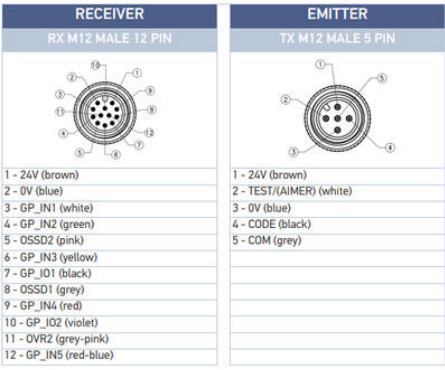 RECEIVER
RX M12 MALE 12 PIN
10
1
2
9
3
8
11
12
4
7
5
6
1 - 24V (brown)
2 - 0V (blue)
3 - GP_IN1 (white)
4 - GP_IN2 (green)
5 - OSSD2 (pink)
6 - GP_IN3 (yellow)
7 - GP_IO1 (black)
8 - OSSD1 (grey)
9 - GP_IN4 (red)
10 - GP_IO2 (violet)
11 - OVR2 (grey-pink)
12 - GP_IN5 (red-blue)
EMITTER
TX M12 MALE 5 PIN
1
5
2
3
4
1 - 24V (brown)
2 - TEST/(AIMER) (white)
3 - 0V (blue)
4 - CODE (black)
5 - COM (grey)